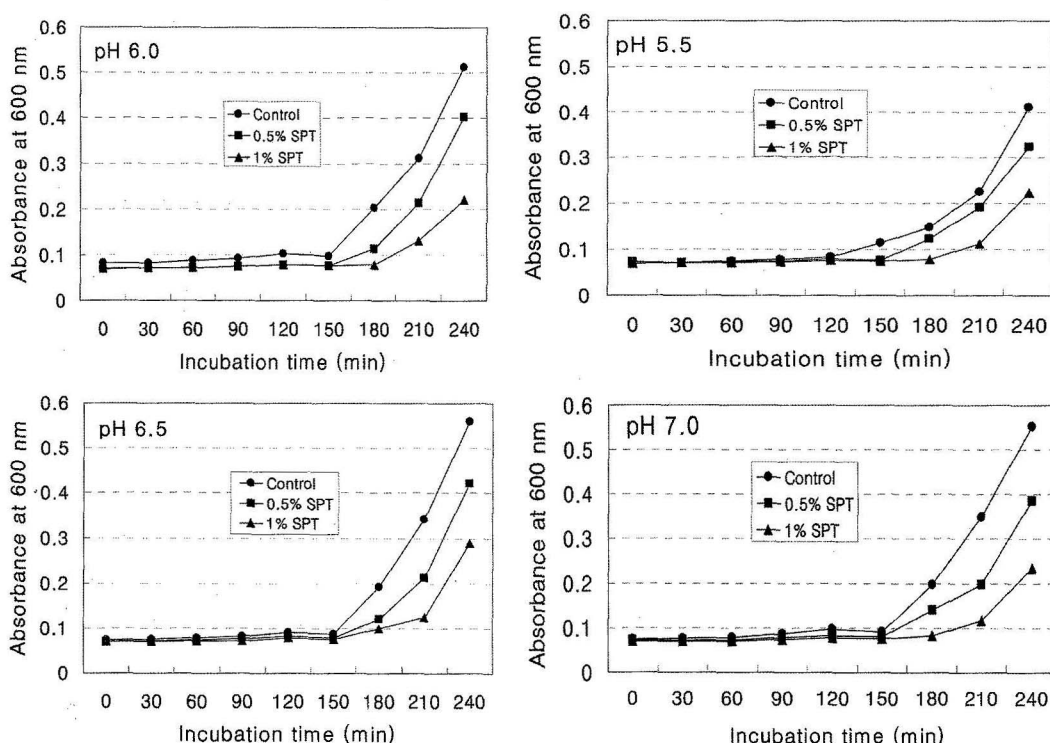 pH 6.0
Absorbance at 600 nm
0.6
0.5
0.4
0.3
0.2
0.1
0
Control
0.5% SPT
1% SPT
0 30 60 90 120 150 180 210 240
Incubation time (min)
pH 5.5
Absorbance at 600 nm
0.6
0.5
0.4
0.3
0.2
0.1
0
Control
0.5% SPT
1% SPT
0 30 60 90 120 150 180 210 240
Incubation time (min)
pH 6.5
Absorbance at 600 nm
0.6
0.5
0.4
0.3
0.2
0.1
0
Control
0.5% SPT
1% SPT
0 30 60 90 120 150 180 210 240
Incubation time (min)
pH 7.0
Absorbance at 600 nm
0.6
0.5
0.4
0.3
0.2
0.1
0
Control
0.5% SPT
1% SPT
0 30 60 90 120 150 180 210 240
Incubation time (min)